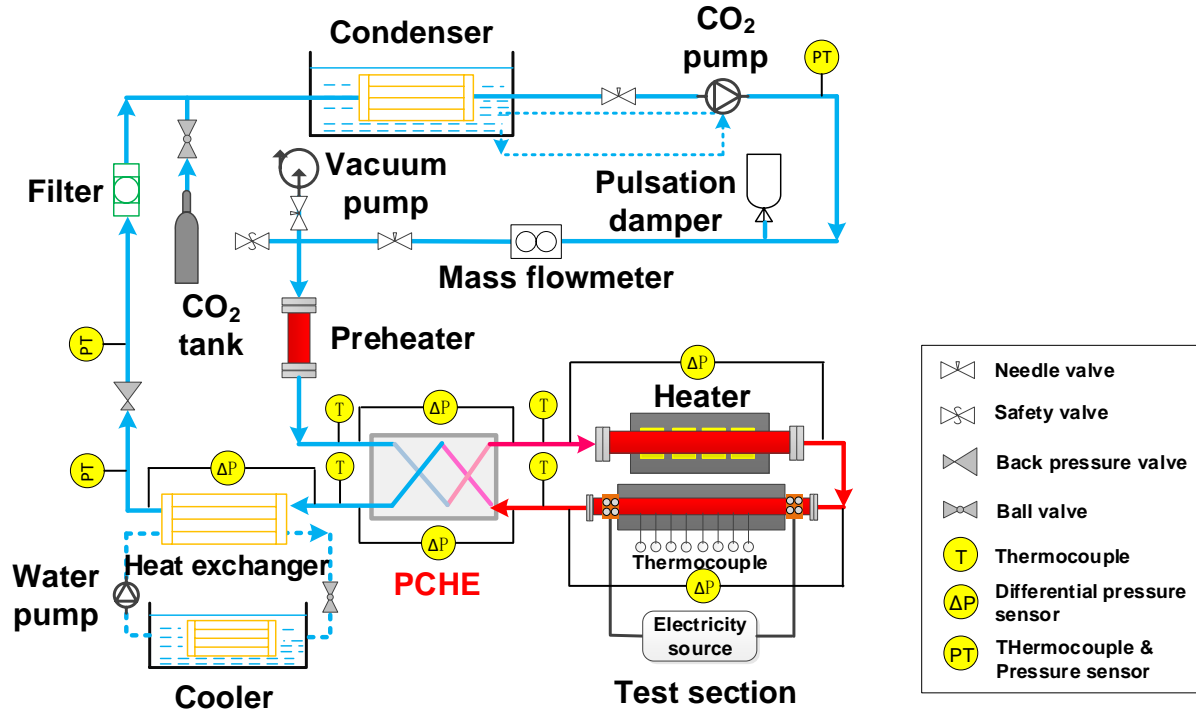 Condenser
CO₂
pump
PT
Vacuum
pump
Filter
Pulsation
damper
Mass flowmeter
CO₂
tank
Preheater
PT
ΔP
Heater
T
ΔP
T
PT
ΔP
T
T
Heat exchanger
ΔP
PCHE
Thermocouple
ΔP
Water
pump
Electricity
source
Cooler
Test section
Needle valve
Safety valve
Back pressure valve
Ball valve
T
Thermocouple
ΔP
Differential pressure
sensor
PT
THermocouple &
Pressure sensor